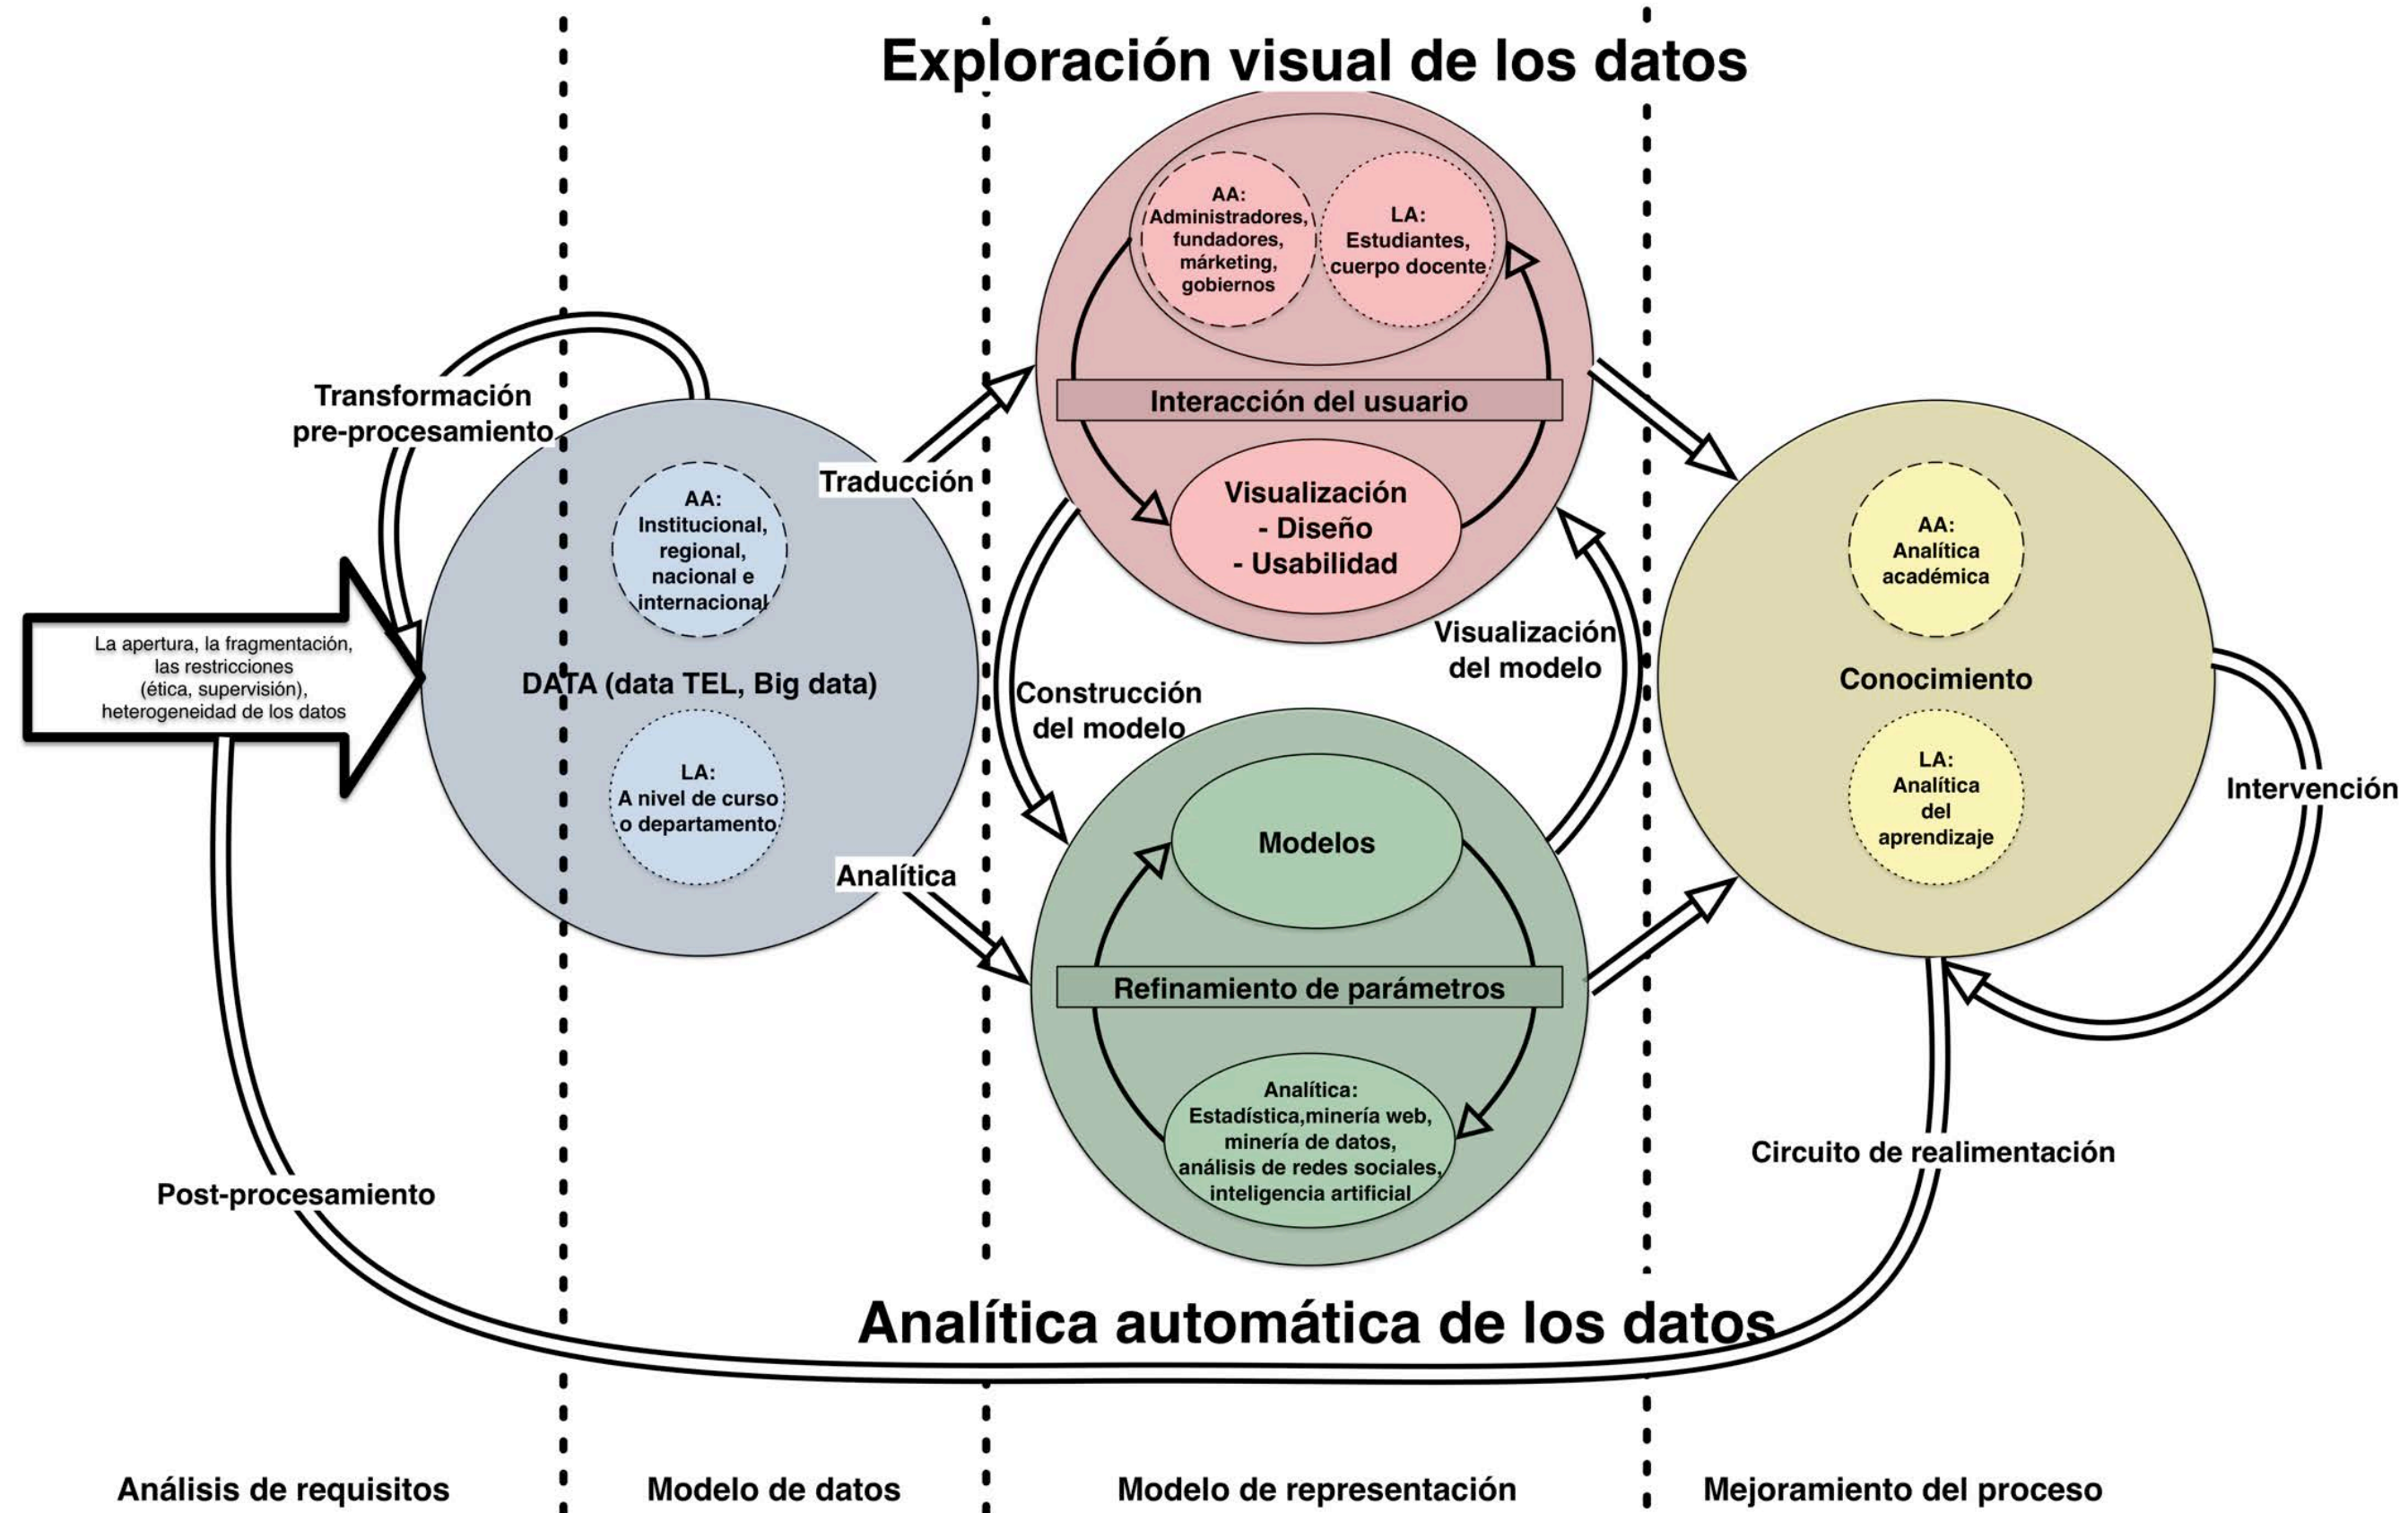 Exploración visual de los datos
AA:
Administradores,
fundadores,
márketing,
gobiernos
LA:
Estudiantes,
cuerpo docente
Interacción del usuario
Visualización
- Diseño
- Usabilidad
Transformación
pre-procesamiento
Traducción
AA:
Institucional,
regional,
nacional e
internacional
DATA (data TEL, Big data)
LA:
A nivel de curso
o departamento
La apertura, la fragmentación,
las restricciones
(ética, supervisión),
heterogeneidad de los datos
Analítica
Construcción
del modelo
Visualización
del modelo
Modelos
Refinamiento de parámetros
Analítica:
Estadística,minería web,
minería de datos,
análisis de redes sociales,
inteligencia artificial
AA:
Analítica
académica
Conocimiento
LA:
Analítica
del
aprendizaje
Intervención
Circuito de realimentación
Post-procesamiento
Analítica automática de los datos
Análisis de requisitos
Modelo de datos
Modelo de representación
Mejoramiento del proceso